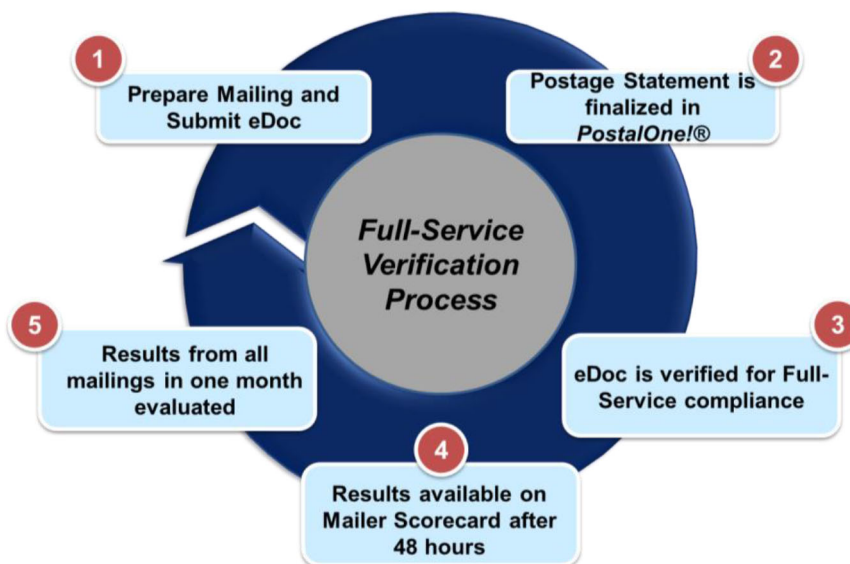 1
Prepare Mailing and
Submit eDoc
2
Postage Statement is
finalized in
PostalOne!®
Full-Service
Verification
Process
3
eDoc is verified for Full-
Service compliance
4
Results available on
Mailer Scorecard after
48 hours
5
Results from all
mailings in one month
evaluated